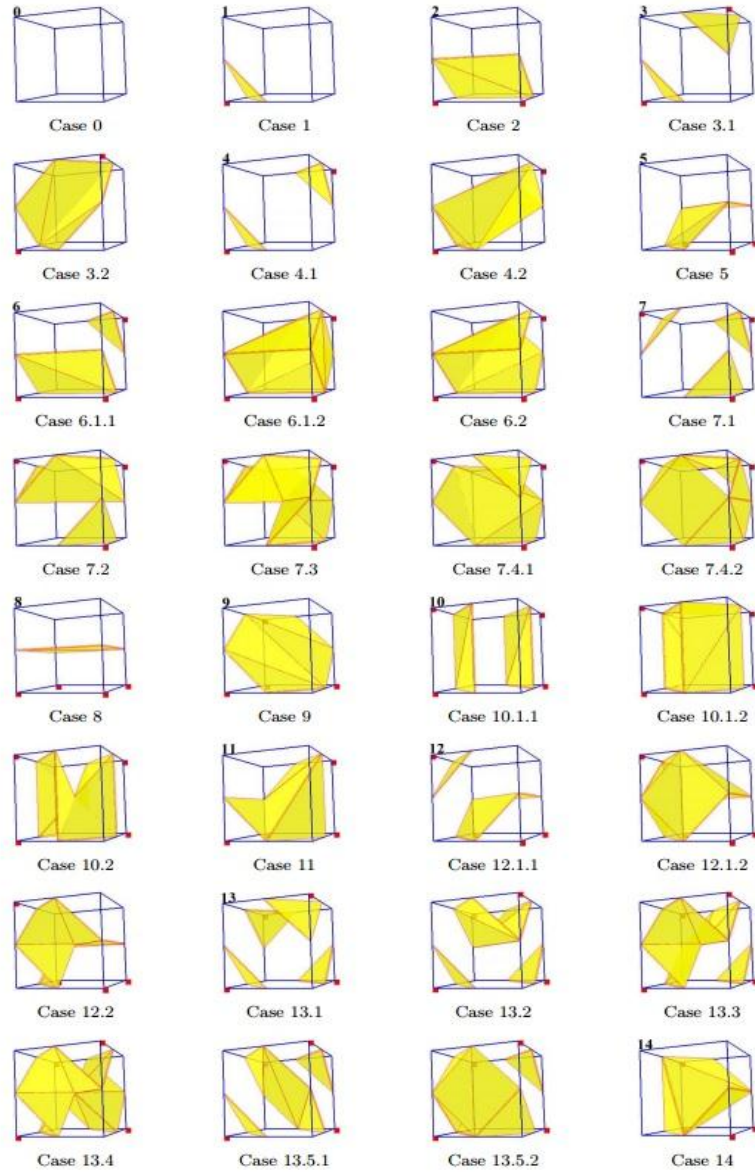 0 1 2 3
Case 0 Case 1 Case 2 Case 3.1
4 5
Case 3.2 Case 4.1 Case 4.2 Case 5
6 7
Case 6.1.1 Case 6.1.2 Case 6.2 Case 7.1
Case 7.2 Case 7.3 Case 7.4.1 Case 7.4.2
8 9 10
Case 8 Case 9 Case 10.1.1 Case 10.1.2
11 12
Case 10.2 Case 11 Case 12.1.1 Case 12.1.2
13
Case 12.2 Case 13.1 Case 13.2 Case 13.3
14
Case 13.4 Case 13.5.1 Case 13.5.2 Case 14